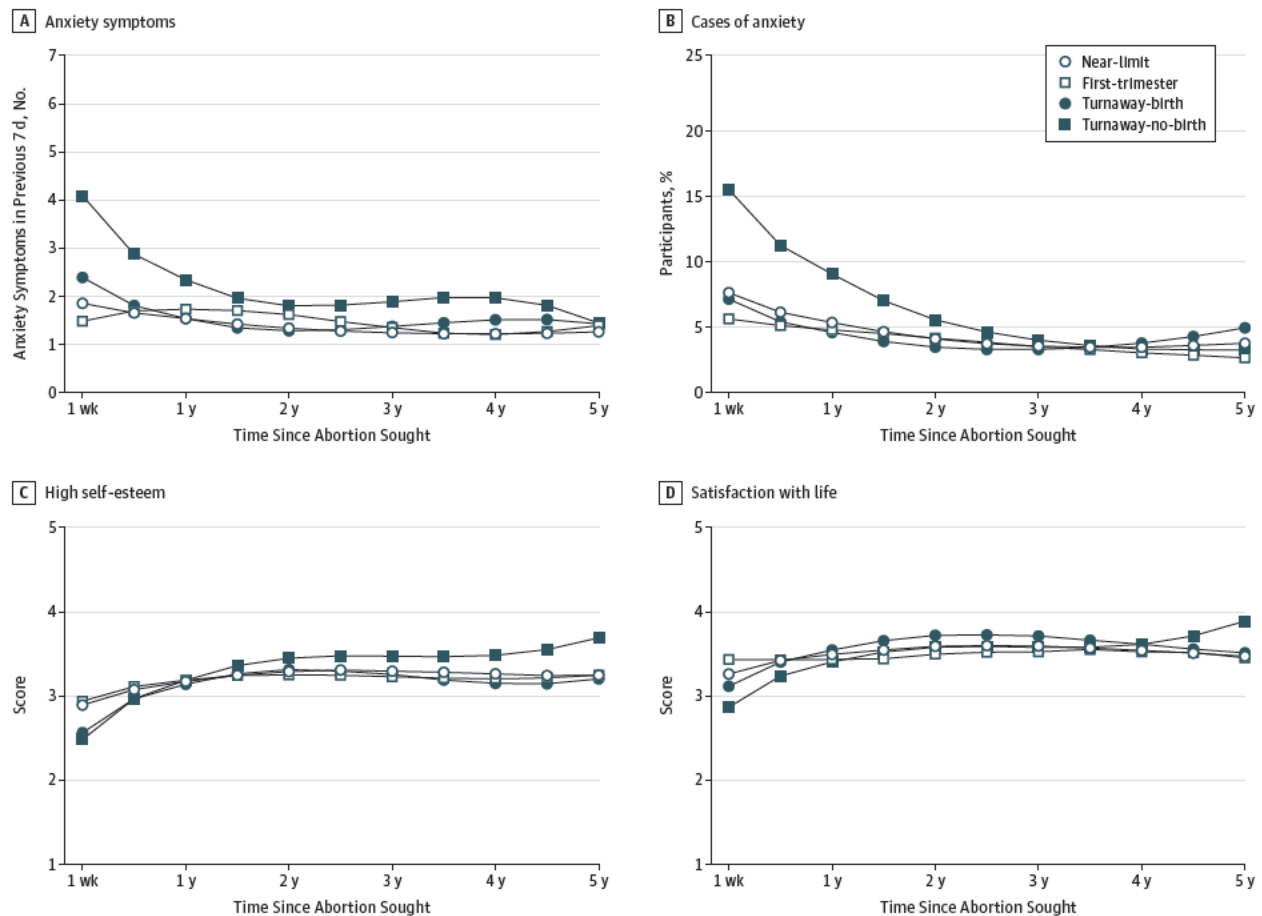 A Anxiety symptoms
7
6
5
4
3
2
1
0
Anxiety Symptoms in Previous 7 d, No.
1 wk 1 y 2 y 3 y 4 y 5 y
Time Since Abortion Sought
B Cases of anxiety
25
20
15
10
5
0
Participants, %
Near-limit
First-trimester
Turnaway-birth
Turnaway-no-birth
1 wk 1 y 2 y 3 y 4 y 5 y
Time Since Abortion Sought
C High self-esteem
5
4
3
2
1
Score
1 wk 1 y 2 y 3 y 4 y 5 y
Time Since Abortion Sought
D Satisfaction with life
5
4
3
2
1
Score
1 wk 1 y 2 y 3 y 4 y 5 y
Time Since Abortion Sought